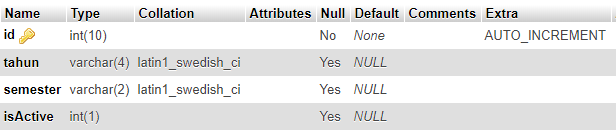 Name Type Collation Attributes Null Default Comments Extra
id int(10) No None AUTO_INCREMENT
tahun varchar(4) latin1_swedish_ci Yes NULL
semester varchar(2) latin1_swedish_ci Yes NULL
isActive int(1) Yes NULL